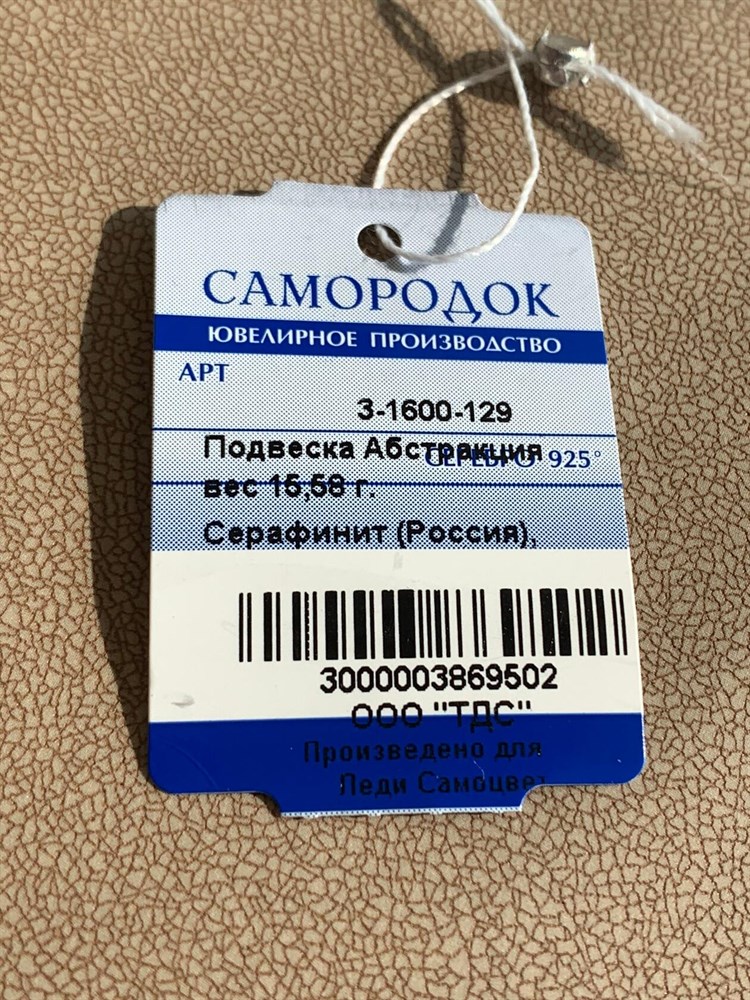 САМОРОДОК
ЮВЕЛИРНОЕ ПРОИЗВОДСТВО
АРТ
3-1600-129
Подвеска Абстракция
СЕРЕБРО 925°
вес 15,58 г.
Серафинит (Россия),
3000003869502
ООО "ТДС"
Произведено для
Леди Самоцвет